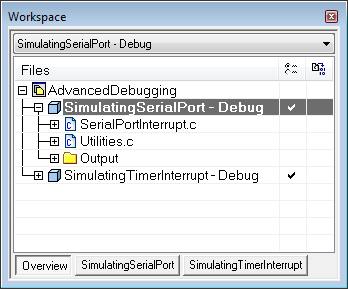 Workspace
SimulatingSerialPort - Debug
Files
AdvancedDebugging
SimulatingSerialPort - Debug
SerialPortInterrupt.c
Utilities.c
Output
SimulatingTimerInterrupt - Debug
Overview SimulatingSerialPort SimulatingTimerInterrupt